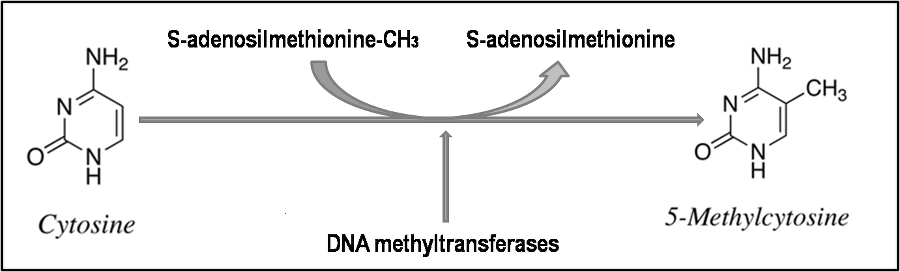 S-adenosilmethionine-CH₃ S-adenosilmethionine
NH₂ NH₂
CH₃
N N
O N O N
H H
Cytosine 5-Methylcytosine
DNA methyltransferases